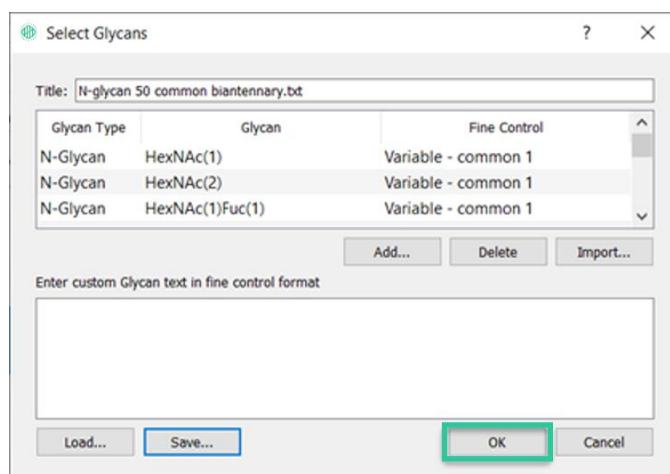 Select Glycans ?
Title: N-glycan 50 common biantennary.txt
Glycan Type Glycan Fine Control
N-Glycan HexNAc(1) Variable - common 1
N-Glycan HexNAc(2) Variable - common 1
N-Glycan HexNAc(1)Fuc(1) Variable - common 1
Add... Delete Import...
Enter custom Glycan text in fine control format
Load... Save... OK Cancel